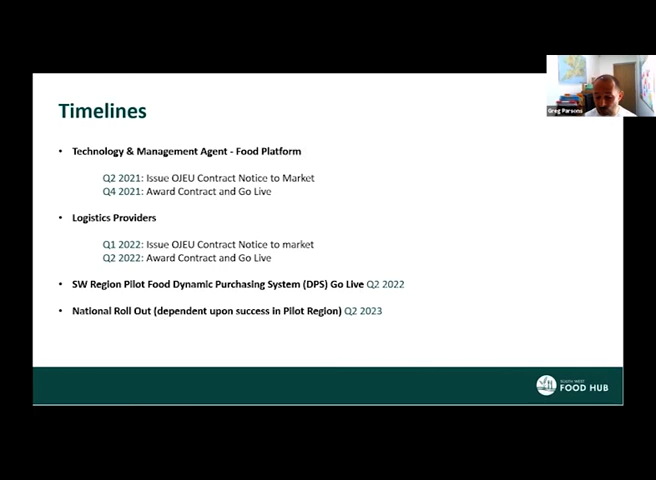 Timelines
Greg Parsons
• Technology & Management Agent - Food Platform
Q2 2021: Issue OJEU Contract Notice to Market
Q4 2021: Award Contract and Go Live
• Logistics Providers
Q1 2022: Issue OJEU Contract Notice to market
Q2 2022: Award Contract and Go Live
• SW Region Pilot Food Dynamic Purchasing System (DPS) Go Live Q2 2022
• National Roll Out (dependent upon success in Pilot Region) Q2 2023
SOUTH WEST
FOOD HUB